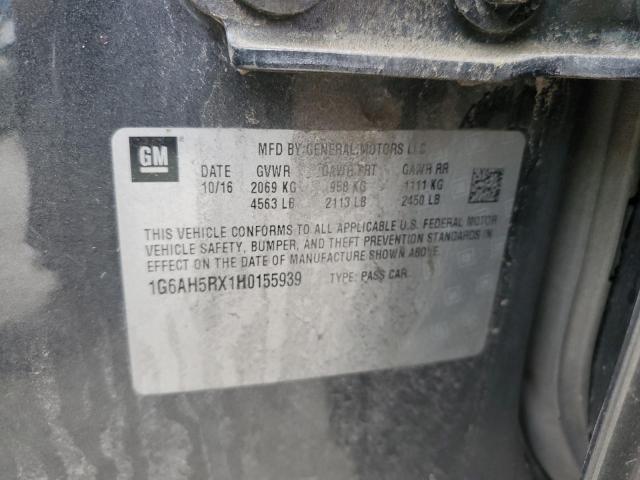 GM
MFD BY GENERAL MOTORS LLC
DATE GVWR GAWR FRT GAWR RR
10/16 2069 KG 958 KG 1111 KG
4563 LB 2113 LB 2450 LB
THIS VEHICLE CONFORMS TO ALL APPLICABLE U.S. FEDERAL MOTOR
VEHICLE SAFETY, BUMPER, AND THEFT PREVENTION STANDARDS IN
EFFECT ON THE DATE OF MANUFACTURE SHOWN ABOVE.
1G6AH5RX1H0155939 TYPE: PASS CAR